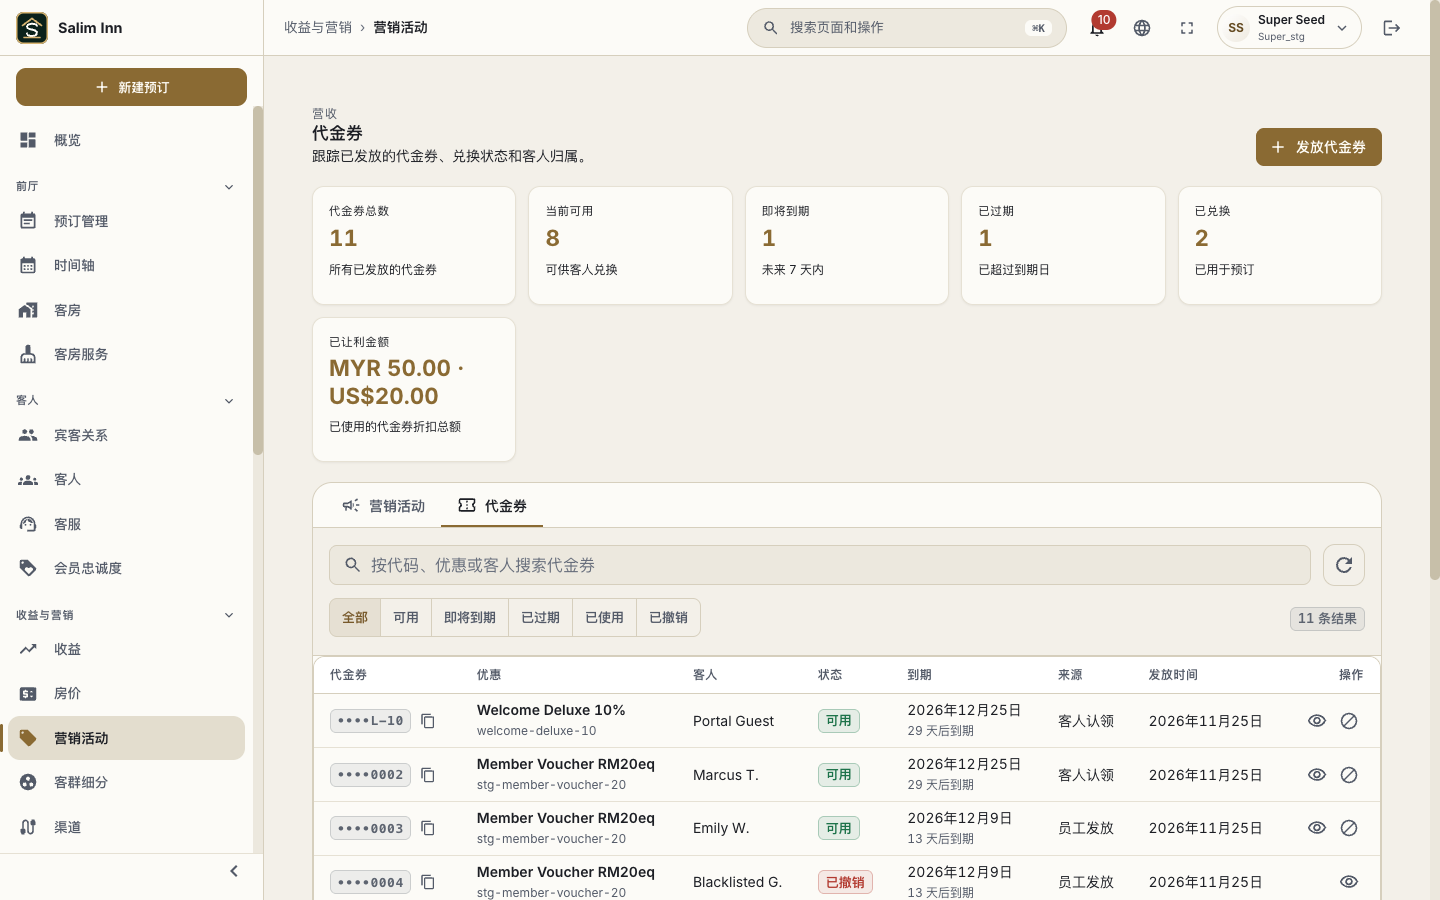 Salim Inn
收益与营销 › 营销活动
搜索页面和操作
⌘K
10
SS
Super Seed
Super_stg
新建预订
概览
前厅
预订管理
时间轴
客房
客房服务
客人
宾客关系
客人
客服
会员忠诚度
收益与营销
收益
房价
营销活动
客群细分
渠道
营收
代金券
跟踪已发放的代金券、兑换状态和客人归属。
发放代金券
代金券总数
11
所有已发放的代金券
当前可用
8
可供客人兑换
即将到期
1
未来 7 天内
已过期
1
已超过到期日
已兑换
2
已用于预订
已让利金额
MYR 50.00 ·
US$20.00
已使用的代金券折扣总额
营销活动
代金券
按代码、优惠或客人搜索代金券
全部 可用 即将到期 已过期 已使用 已撤销
11 条结果
代金券 优惠 客人 状态 到期 来源 发放时间 操作
••••L-10 Welcome Deluxe 10% Portal Guest 可用 2026年12月25日 客人认领 2026年11月25日
welcome-deluxe-10 29 天后到期
••••0002 Member Voucher RM20eq Marcus T. 可用 2026年12月25日 客人认领 2026年11月25日
stg-member-voucher-20 29 天后到期
••••0003 Member Voucher RM20eq Emily W. 可用 2026年12月9日 员工发放 2026年11月25日
stg-member-voucher-20 13 天后到期
••••0004 Member Voucher RM20eq Blacklisted G. 已撤销 2026年12月9日 员工发放 2026年11月25日
stg-member-voucher-20 13 天后到期